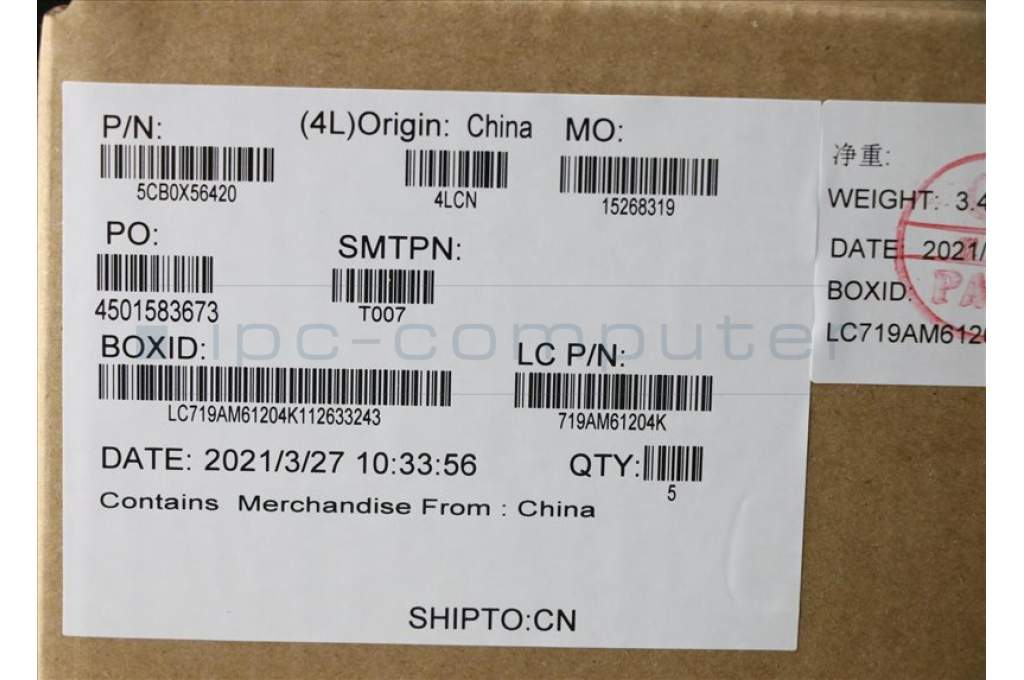 P/N:
5CB0X56420
(4L)Origin: China
4LCN
MO:
15268319
PO:
4501583673
SMTPN:
T007
ipc-computer
BOXID:
LC719AM61204K112633243
LC P/N:
719AM61204K
DATE: 2021/3/27 10:33:56
QTY:
5
Contains Merchandise From : China
SHIPTO:CN
净重:
WEIGHT: 3.4
DATE 2021/
BOXID:
LC719AM6120
PA